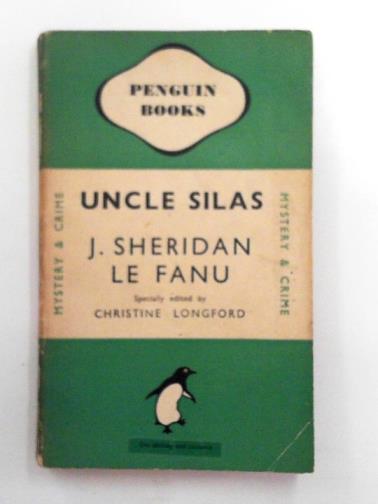 PENGUIN
BOOKS
MYSTERY & CRIME
UNCLE SILAS
J. SHERIDAN
LE FANU
Specially edited by
CHRISTINE LONGFORD
MYSTERY & CRIME